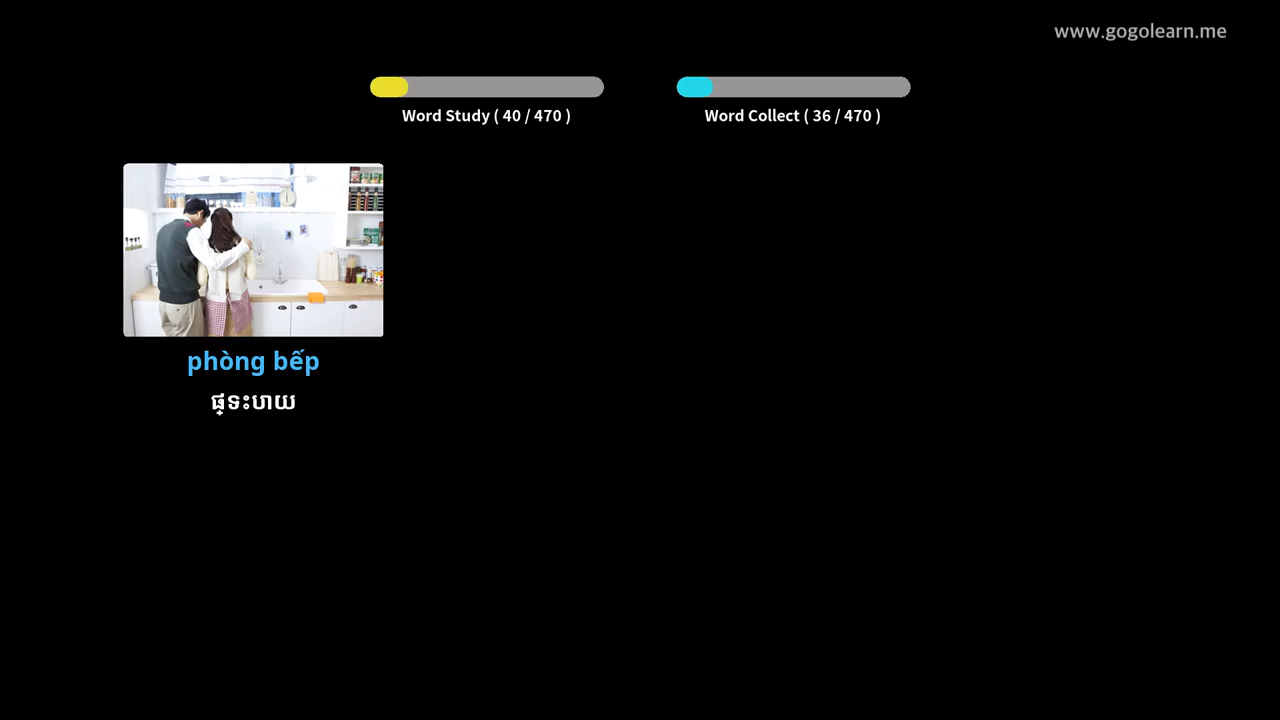 www.gogolearn.me
Word Study ( 40 / 470 )
Word Collect ( 36 / 470 )
phòng bếp
ផ្ទះបាយ